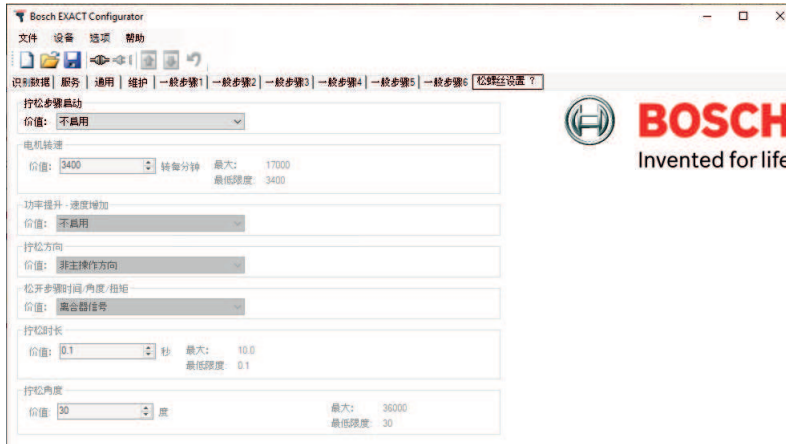 Bosch EXACT Configurator
文件 设备 选项 帮助
识别数据 服务 通用 维护 一般步骤1 一般步骤2 一般步骤3 一般步骤4 一般步骤5 一般步骤6 松螺丝设置 ?
拧松步骤启动
价值: 不启用
BOSCH
Invented for life
电机转速
价值: 3400 转每分钟 最大: 17000
最低限度: 3400
功率提升 - 速度增加
价值: 不启用
拧松方向
价值: 非主操作方向
松开步骤时间/角度/扭矩
价值: 离合器信号
拧松时长
价值: 0.1 秒 最大: 10.0
最低限度: 0.1
拧松角度
价值: 30 度 最大: 36000
最低限度: 30